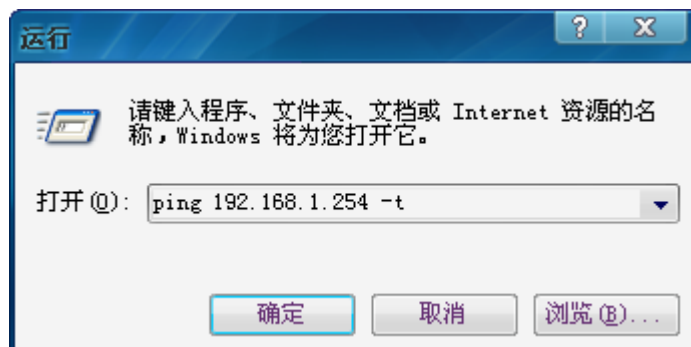 运行
请键入程序、文件夹、文档或 Internet 资源的名
称，Windows 将为您打开它。
打开(O): ping 192.168.1.254 -t
确定 取消 浏览(B)...